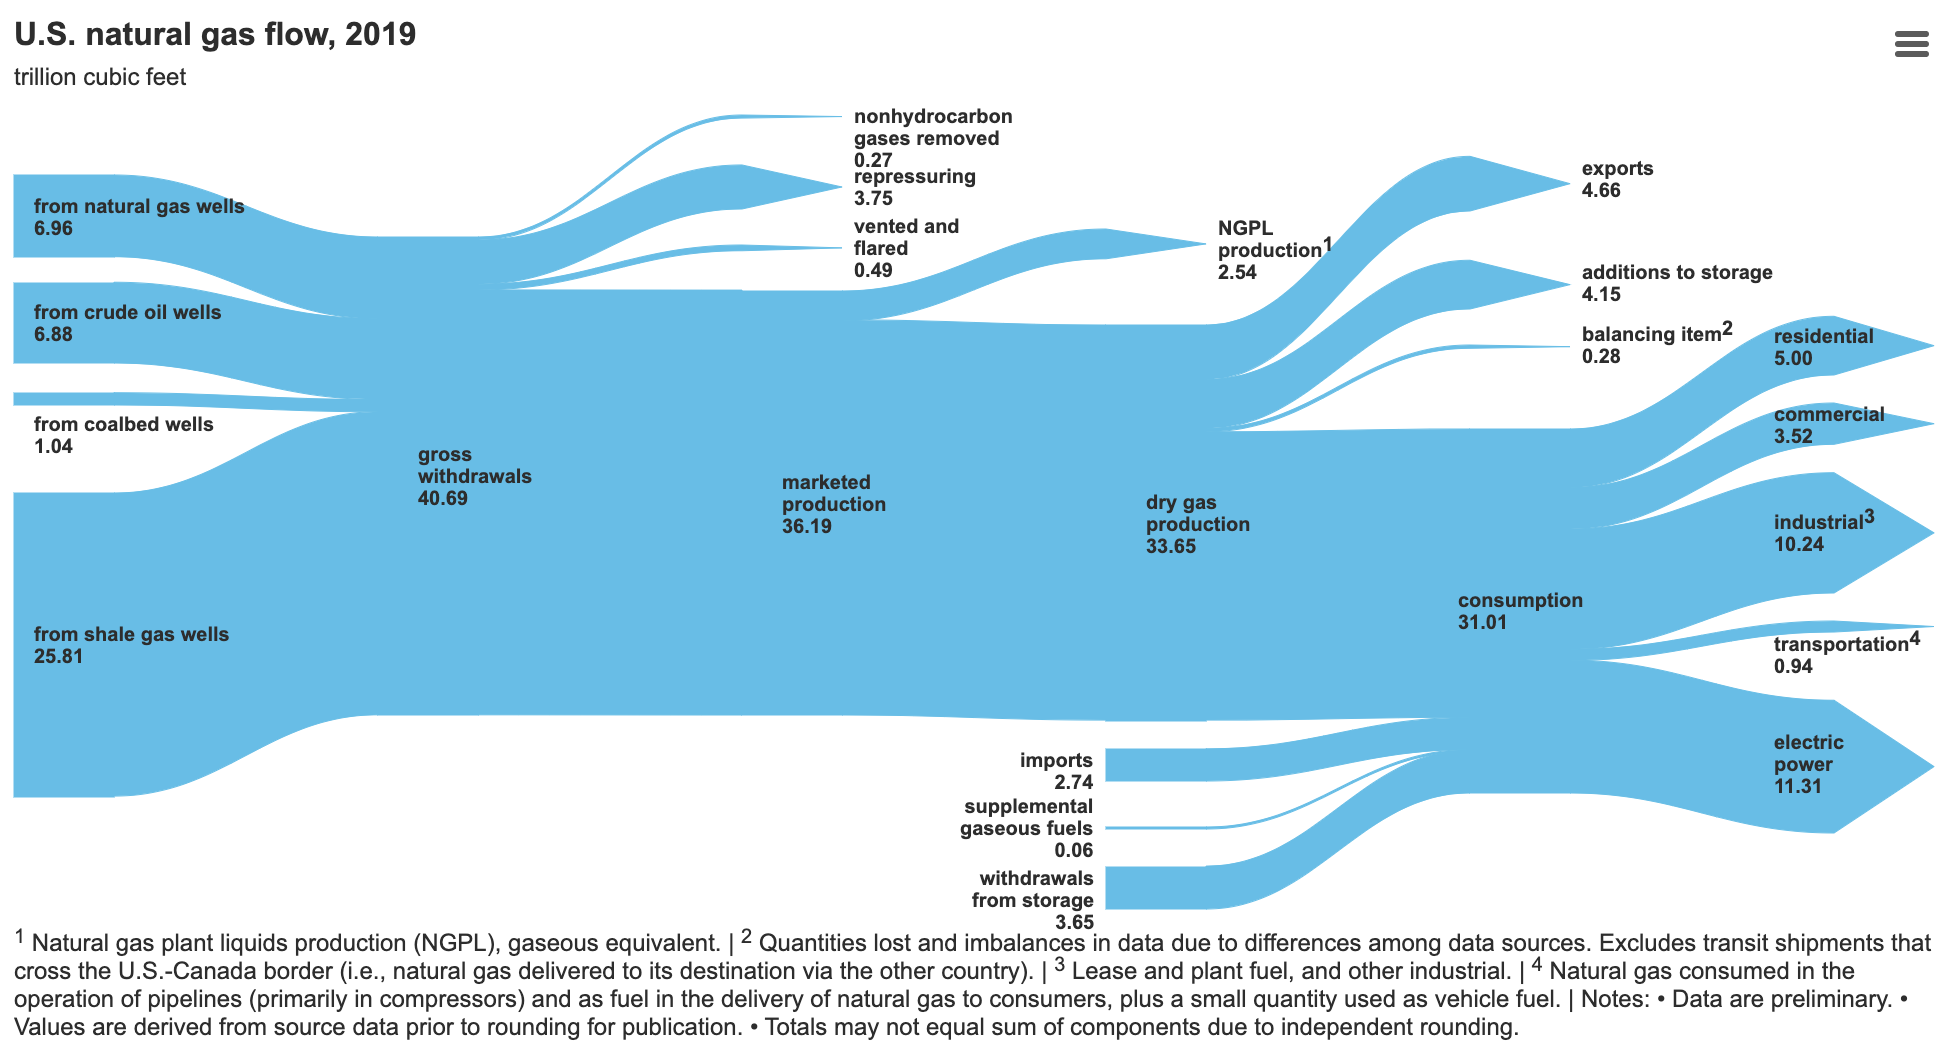 U.S. natural gas flow, 2019
trillion cubic feet
from natural gas wells
6.96
from crude oil wells
6.88
from coalbed wells
1.04
from shale gas wells
25.81
gross
withdrawals
40.69
nonhydrocarbon
gases removed
0.27
repressuring
3.75
vented and
flared
0.49
marketed
production
36.19
NGPL
production1
2.54
dry gas
production
33.65
imports
2.74
supplemental
gaseous fuels
0.06
withdrawals
from storage
3.65
exports
4.66
additions to storage
4.15
balancing item2
0.28
consumption
31.01
residential
5.00
commercial
3.52
industrial3
10.24
transportation4
0.94
electric
power
11.31
1 Natural gas plant liquids production (NGPL), gaseous equivalent. | 2 Quantities lost and imbalances in data due to differences among data sources. Excludes transit shipments that
cross the U.S.-Canada border (i.e., natural gas delivered to its destination via the other country). | 3 Lease and plant fuel, and other industrial. | 4 Natural gas consumed in the
operation of pipelines (primarily in compressors) and as fuel in the delivery of natural gas to consumers, plus a small quantity used as vehicle fuel. | Notes: • Data are preliminary. •
Values are derived from source data prior to rounding for publication. • Totals may not equal sum of components due to independent rounding.